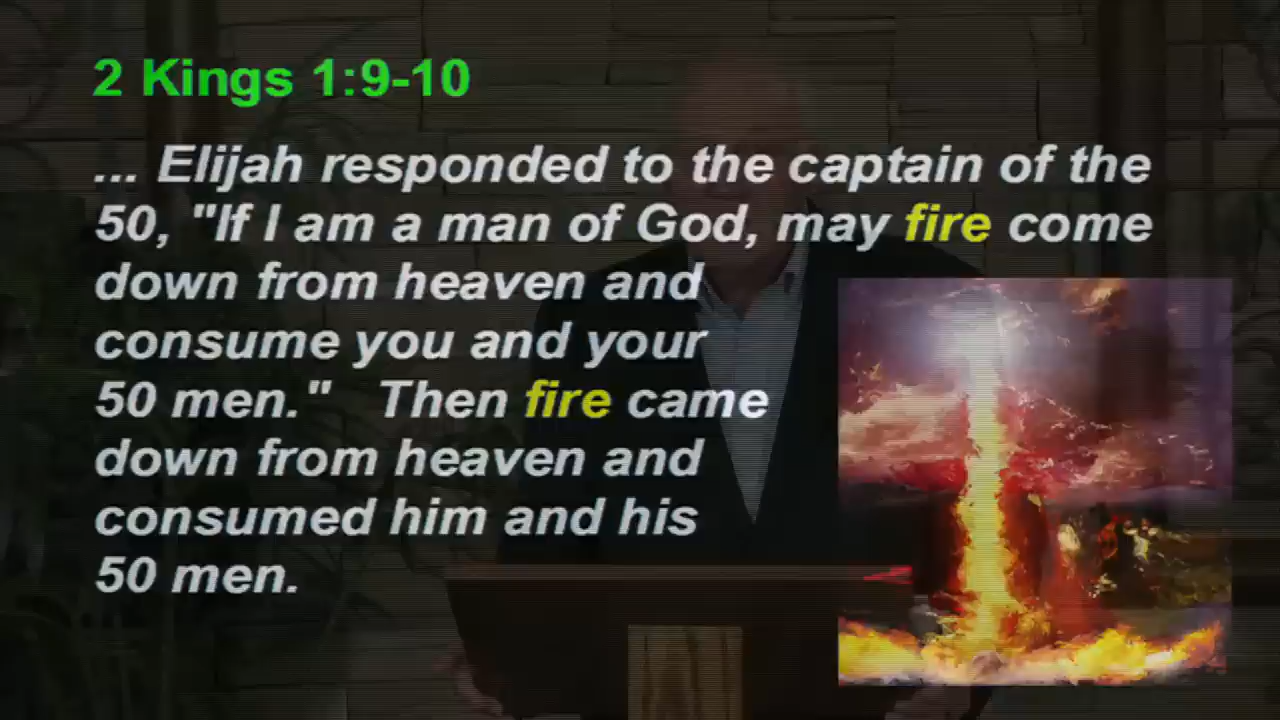 2 Kings 1:9-10
... Elijah responded to the captain of the
50, "If I am a man of God, may fire come
down from heaven and
consume you and your
50 men."   Then fire came
down from heaven and
consumed him and his
50 men.